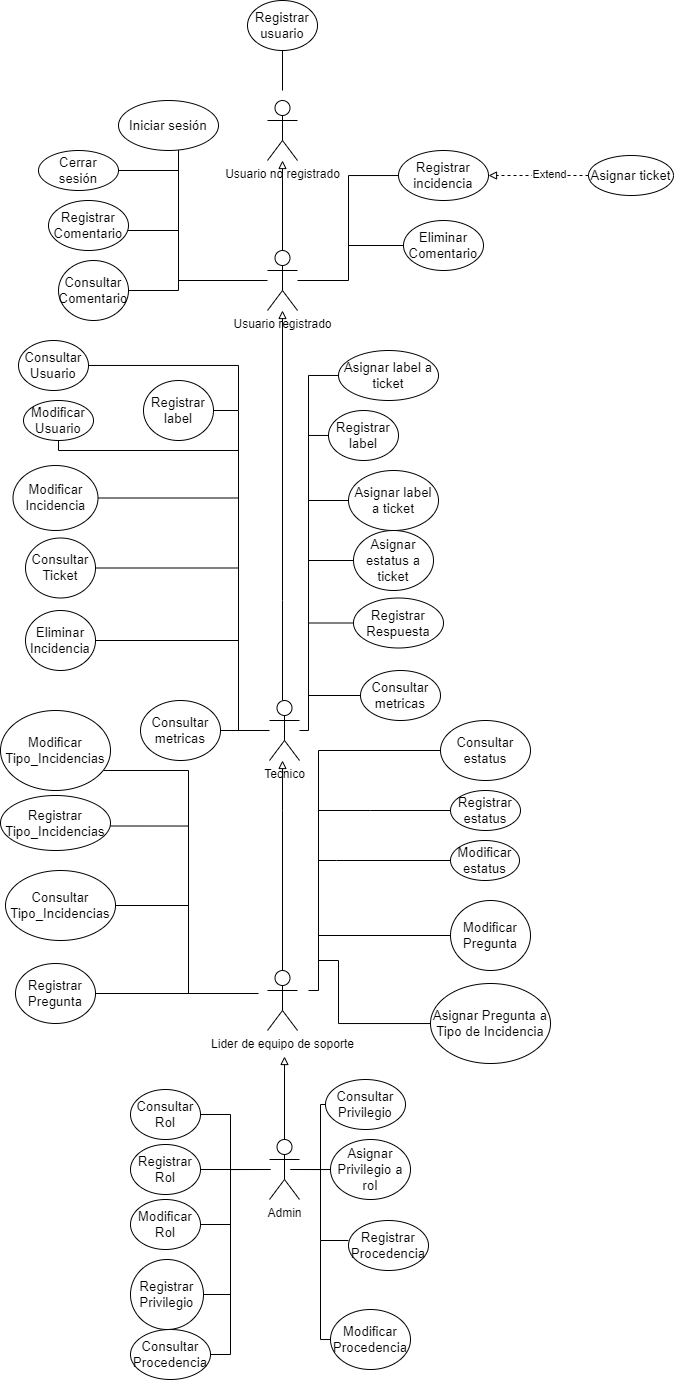 Registrar
usuario
Usuario no registrado
Iniciar sesión
Cerrar
sesión
Registrar
Comentario
Consultar
Comentario
Registrar
incidencia
Extend
Asignar ticket
Eliminar
Comentario
Usuario registrado
Consultar
Usuario
Registrar
label
Modificar
Usuario
Modificar
Incidencia
Consultar
Ticket
Eliminar
Incidencia
Consultar
metricas
Asignar label a
ticket
Registrar
label
Asignar label
a ticket
Asignar
estatus a
ticket
Registrar
Respuesta
Consultar
metricas
Tecnico
Modificar
Tipo_Incidencias
Registrar
Tipo_Incidencias
Consultar
Tipo_Incidencias
Registrar
Pregunta
Consultar
estatus
Registrar
estatus
Modificar
estatus
Modificar
Pregunta
Asignar Pregunta a
Tipo de Incidencia
Lider de equipo de soporte
Consultar
Rol
Registrar
Rol
Modificar
Rol
Registrar
Privilegio
Consultar
Procedencia
Consultar
Privilegio
Asignar
Privilegio a
rol
Registrar
Procedencia
Modificar
Procedencia
Admin